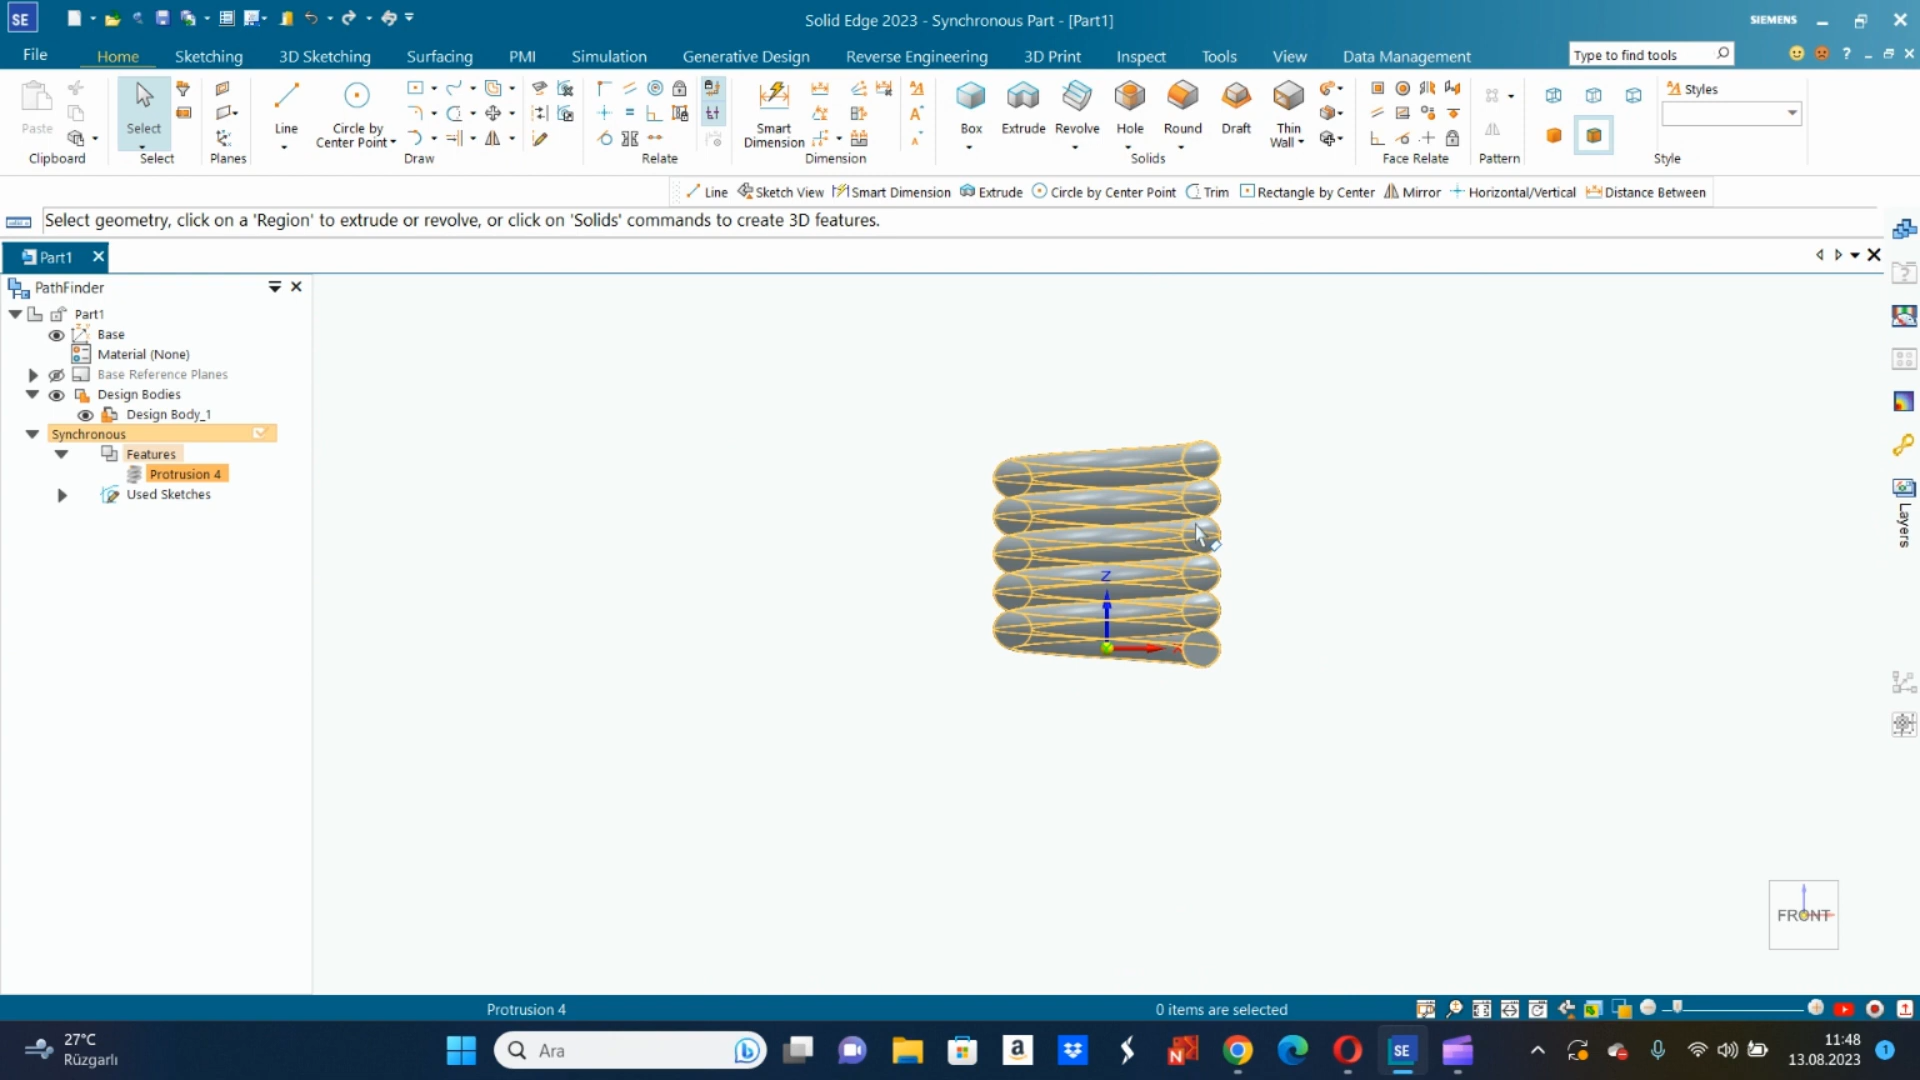 SE
Solid Edge 2023 - Synchronous Part - [Part1]
SIEMENS
File
Home
Sketching
3D Sketching
Surfacing
PMI
Simulation
Generative Design
Reverse Engineering
3D Print
Inspect
Tools
View
Data Management
Type to find tools
?
Paste
Clipboard
Select
Select
Planes
Line
Circle by
Center Point
Draw
Relate
Smart
Dimension
Dimension
Box
Extrude
Revolve
Hole
Round
Draft
Thin
Wall
Solids
Face Relate
Pattern
Styles
Style
Line
Sketch View
Smart Dimension
Extrude
Circle by Center Point
Trim
Rectangle by Center
Mirror
Horizontal/Vertical
Distance Between
Select geometry, click on a 'Region' to extrude or revolve, or click on 'Solids' commands to create 3D features.
Part1
PathFinder
Part1
Base
Material (None)
Base Reference Planes
Design Bodies
Design Body_1
Synchronous
Features
Protrusion 4
Used Sketches
Layers
Z
FRONT
Protrusion 4
0 items are selected
27°C
Rüzgarlı
Ara
SE
11:48
13.08.2023
1